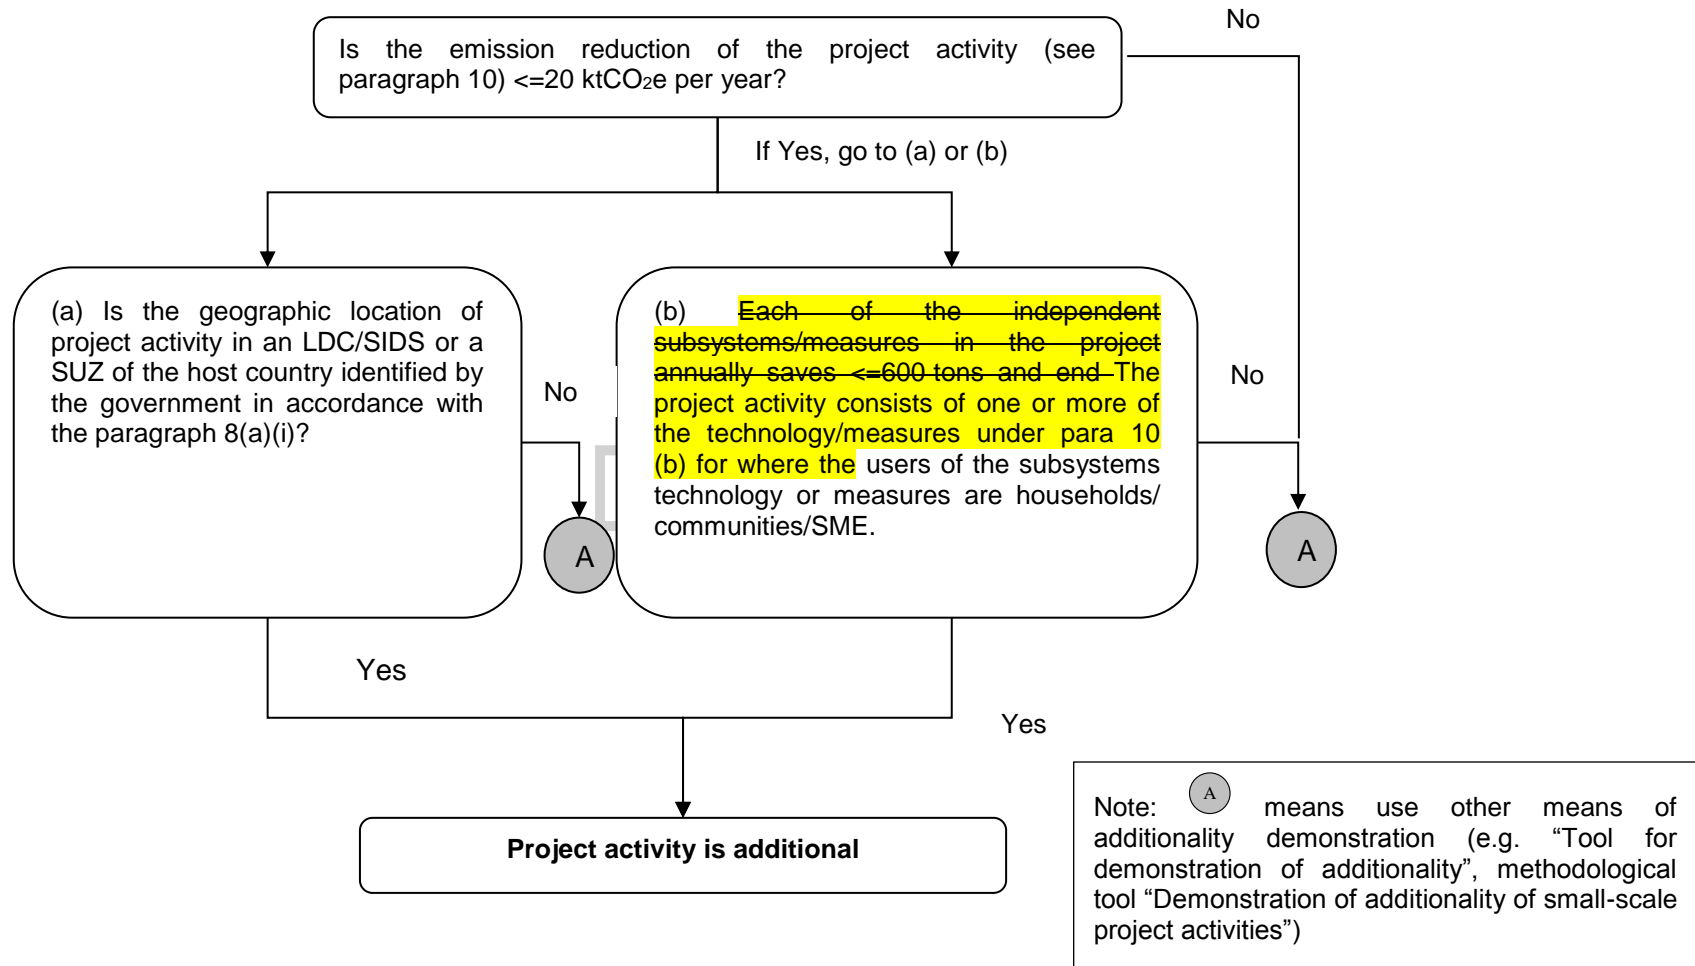 No
Is the emission reduction of the project activity (see
paragraph 10) <=20 ktCO₂e per year?
If Yes, go to (a) or (b)
(a) Is the geographic location of
project activity in an LDC/SIDS or a
SUZ of the host country identified by
the government in accordance with
the paragraph 8(a)(i)?
No
A
(b) Each of the independent
subsystems/measures in the project
annually saves <=600 tons and end The
project activity consists of one or more of
the technology/measures under para 10
(b) for where the users of the subsystems
technology or measures are households/
communities/SME.
No
A
Yes
Yes
Project activity is additional
Note: A means use other means of
additionality demonstration (e.g. “Tool for
demonstration of additionality”, methodological
tool “Demonstration of additionality of small-scale
project activities”)